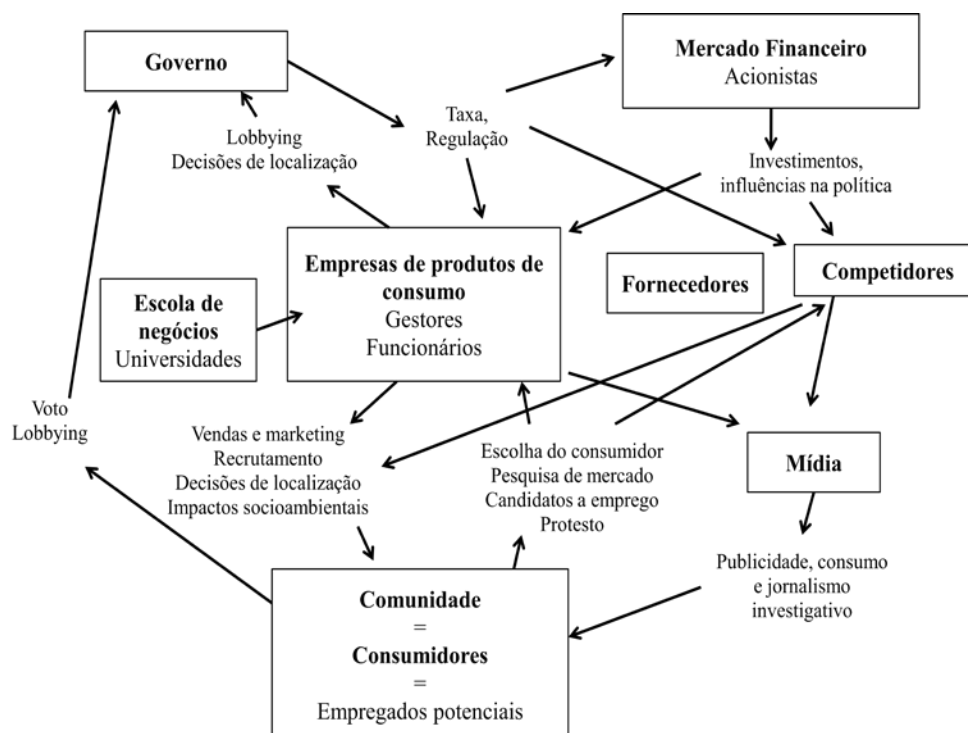 Governo
Mercado Financeiro
Acionistas
Taxa,
Regulação
Lobbying
Decisões de localização
Investimentos,
influências na política
Empresas de produtos de
consumo
Gestores
Funcionários
Fornecedores
Competidores
Escola de
negócios
Universidades
Voto
Lobbying
Vendas e marketing
Recrutamento
Decisões de localização
Impactos socioambientais
Escolha do consumidor
Pesquisa de mercado
Candidatos a emprego
Protesto
Mídia
Publicidade, consumo
e jornalismo
investigativo
Comunidade
=
Consumidores
=
Empregados potenciais